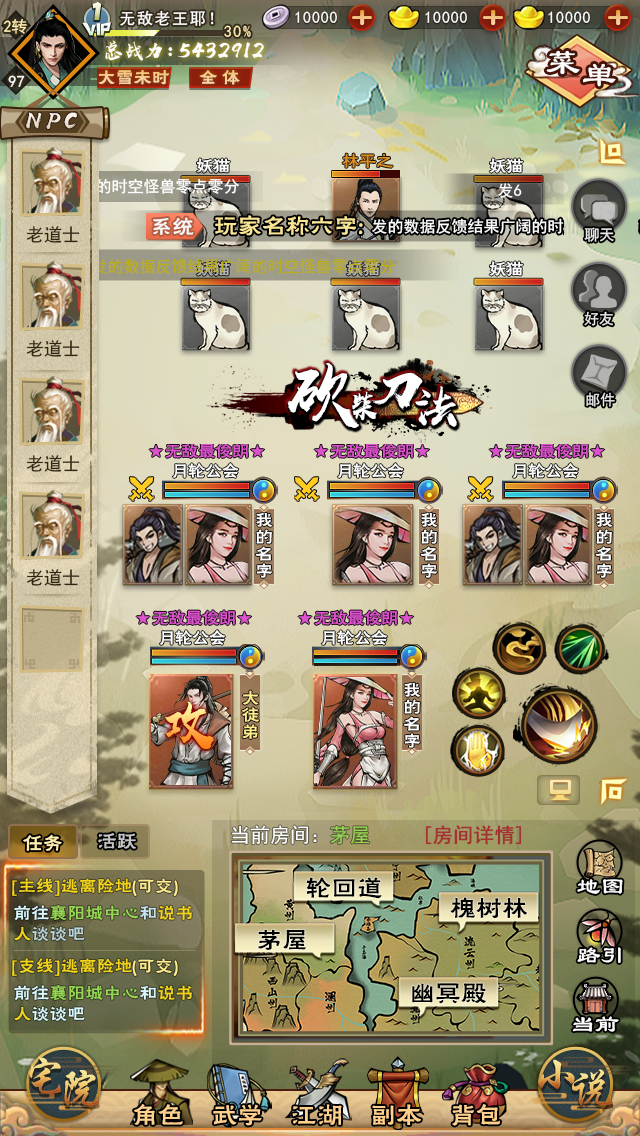 2转
97
1
VIP
无敌老王耶！
30%
总战力：5432912
大雪未时
全体
10000
10000
10000
菜单
NPC
老道士
老道士
老道士
老道士
妖猫
林平之
妖猫
的时空怪兽零点零分
发6
系统
玩家名称六字：发的数据反馈结果广阔的时
妖猫
妖猫
妖猫
聊天
好友
邮件
砍柴刀法
★无敌最俊朗★
月轮公会
我的名字
★无敌最俊朗★
月轮公会
我的名字
★无敌最俊朗★
月轮公会
我的名字
★无敌最俊朗★
月轮公会
攻
大徒弟
★无敌最俊朗★
月轮公会
我的名字
任务
活跃
[主线]逃离险地(可交)
前往襄阳城中心和说书
人谈谈吧
[支线]逃离险地(可交)
前往襄阳城中心和说书
人谈谈吧
当前房间：茅屋
[房间详情]
轮回道
槐树林
茅屋
幽冥殿
流云州
西山州
澜州
地图
路引
当前
宅院
角色
武学
江湖
副本
背包
小说